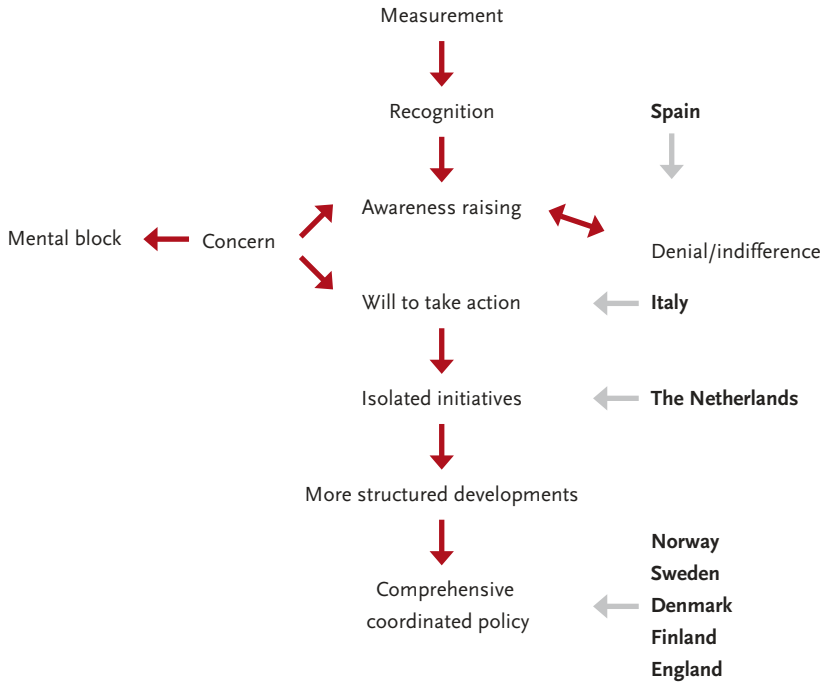 Measurement
Recognition
Spain
Awareness raising
Mental block
Concern
Denial/indifference
Will to take action
Italy
Isolated initiatives
The Netherlands
More structured developments
Norway
Sweden
Comprehensive
coordinated policy
Denmark
Finland
England